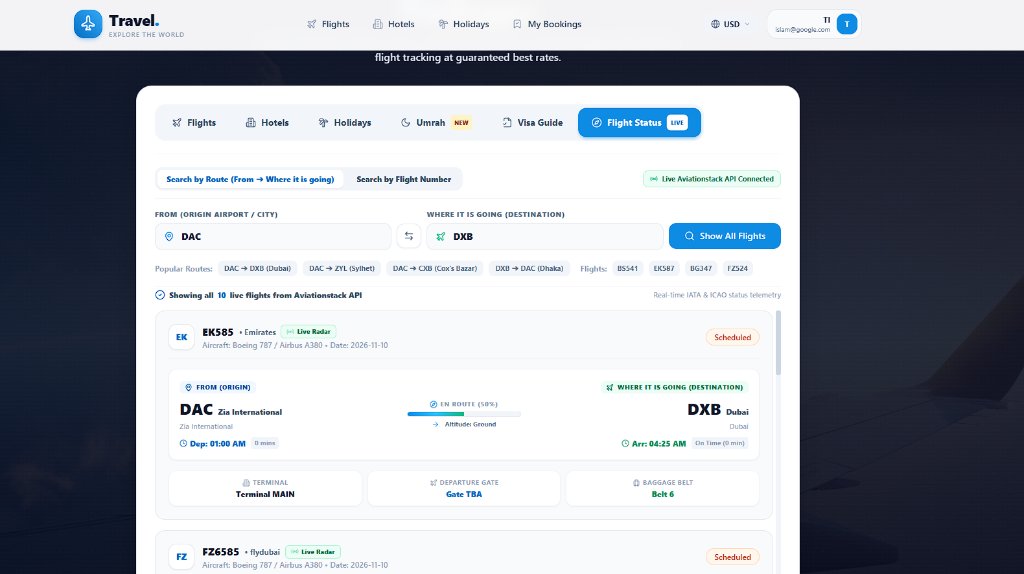 Travel.
EXPLORE THE WORLD
Flights
Hotels
Holidays
My Bookings
USD
TI
islam@google.com
T
flight tracking at guaranteed best rates.
Flights
Hotels
Holidays
Umrah NEW
Visa Guide
Flight Status LIVE
Search by Route (From → Where it is going)
Search by Flight Number
Live Aviationstack API Connected
FROM (ORIGIN AIRPORT / CITY)
WHERE IT IS GOING (DESTINATION)
DAC
DXB
Show All Flights
Popular Routes: DAC → DXB (Dubai) DAC → ZYL (Sylhet) DAC → CXB (Cox's Bazar) DXB → DAC (Dhaka) Flights: BS341 EK587 BG347 FZ524
Showing all 10 live flights from Aviationstack API
Real-time IATA & ICAO status telemetry
EK
EK585 • Emirates Live Radar
Aircraft: Boeing 787 / Airbus A380 • Date: 2026-11-10
Scheduled
FROM (ORIGIN)
WHERE IT IS GOING (DESTINATION)
DAC Zia International
Zia International
Dep: 01:00 AM 0 mins
EN ROUTE (50%)
→ Altitude: Ground
DXB Dubai
Dubai
Arr: 04:25 AM On Time (0 min)
TERMINAL
Terminal MAIN
DEPARTURE GATE
Gate TBA
BAGGAGE BELT
Belt 6
FZ
FZ6585 • flydubai Live Radar
Aircraft: Boeing 787 / Airbus A380 • Date: 2026-11-10
Scheduled